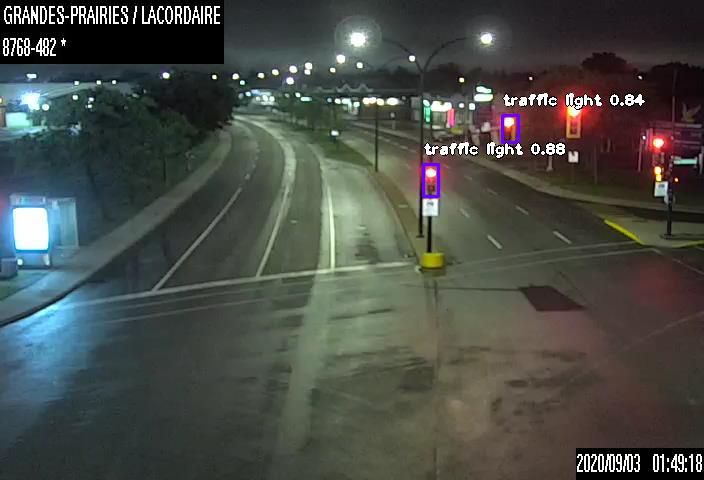 GRANDES-PRAIRIES / LACORDAIRE
8768-482 *
traffic light 0.84
traffic light 0.88
2020/09/03 01:49:18